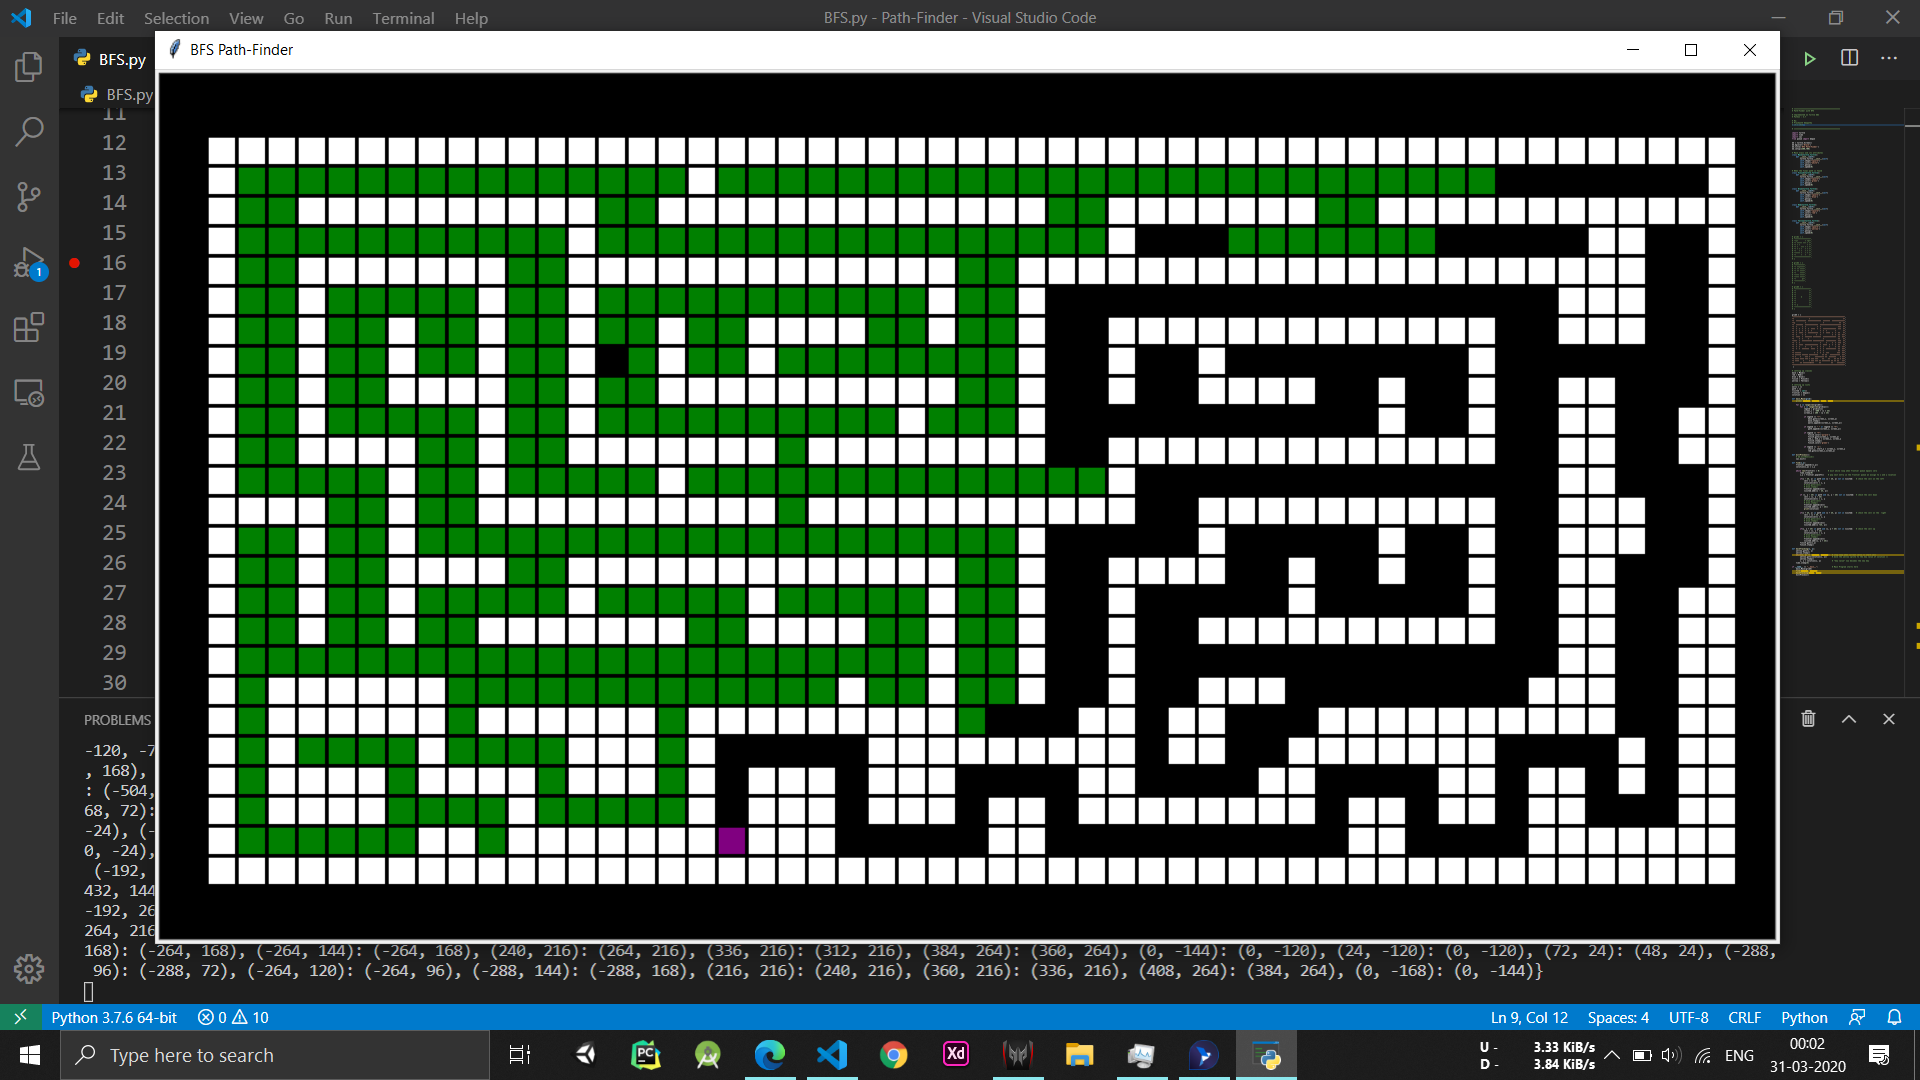 File Edit Selection View Go Run Terminal Help
BFS.py - Path-Finder - Visual Studio Code
BFS.py
BFS Path-Finder
BFS.py
11
12
13
14
15
16
17
18
19
20
21
22
23
24
25
26
27
28
29
30
1
PROBLEMS
-120, -7
, 168),
: (-504,
68, 72):
-24), (-
0, -24),
(-192,
432, 144
-192, 26
264, 216
168): (-264, 168), (-264, 144): (-264, 168), (240, 216): (264, 216), (336, 216): (312, 216), (384, 264): (360, 264), (0, -144): (0, -120), (24, -120): (0, -120), (72, 24): (48, 24), (-288,
96): (-288, 72), (-264, 120): (-264, 96), (-288, 144): (-288, 168), (216, 216): (240, 216), (360, 216): (336, 216), (408, 264): (384, 264), (0, -168): (0, -144)}
Python 3.7.6 64-bit 0 10
Ln 9, Col 12 Spaces: 4 UTF-8 CRLF Python
Type here to search
PC
Xd
U - 3.33 KiB/s
D - 3.84 KiB/s
ENG
00:02
31-03-2020